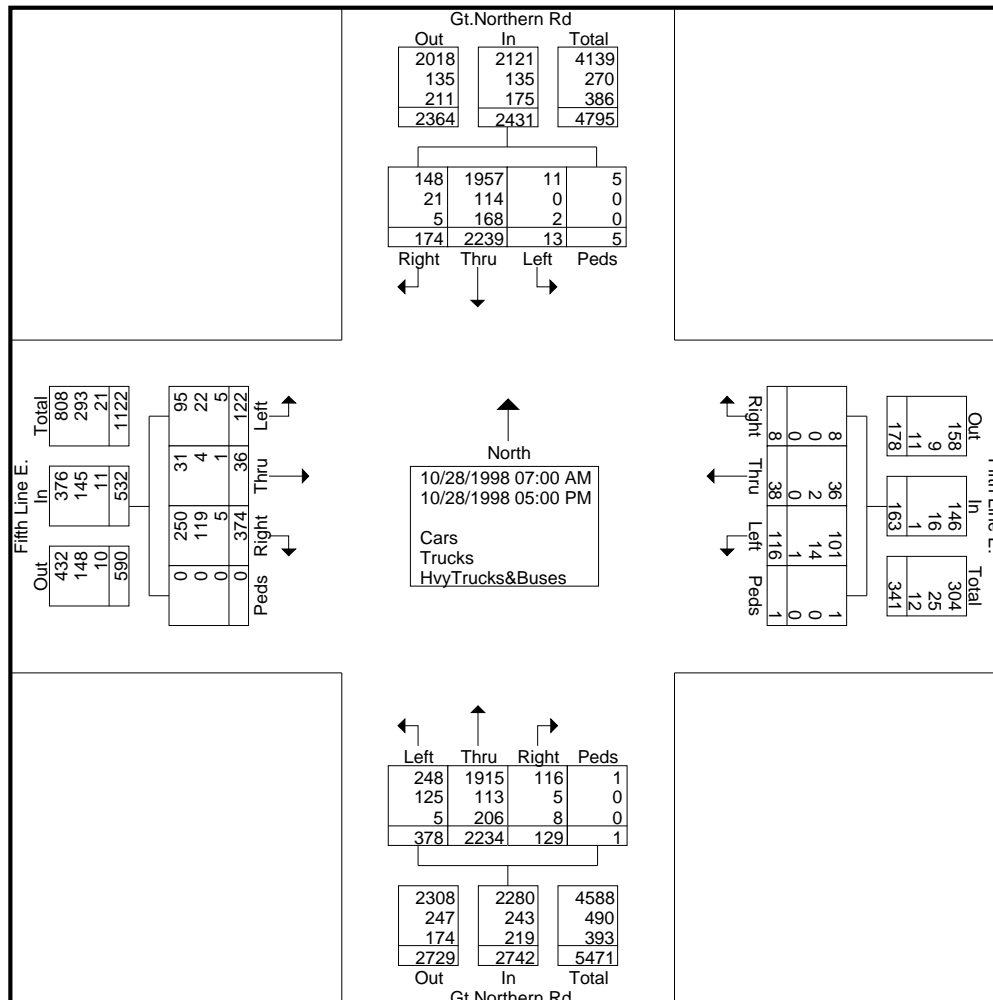 Gt.Northern Rd
Out In Total
2018 2121 4139
135 135 270
211 175 386
2364 2431 4795
148 1957 11 5
21 114 0 0
5 168 2 0
174 2239 13 5
Right Thru Left Peds
Fifth Line E.
Total 808 293 21 1122
In 376 145 11 532
Out 432 148 10 590
Left 95 22 5 122
Thru 31 4 1 36
Right 250 119 5 374
Peds 0 0 0 0
North
10/28/1998 07:00 AM
10/28/1998 05:00 PM
Cars
Trucks
HvyTrucks&Buses
Right 8 0 0 8
Thru 36 2 0 38
Left 101 14 1 116
Peds 1 0 0 1
Fifth Line E.
Out 158 9 11 178
In 146 16 1 163
Total 304 25 12 341
Left Thru Right Peds
248 1915 116 1
125 113 5 0
5 206 8 0
378 2234 129 1
2308 2280 4588
247 243 490
174 219 393
2729 2742 5471
Out In Total
Gt.Northern Rd